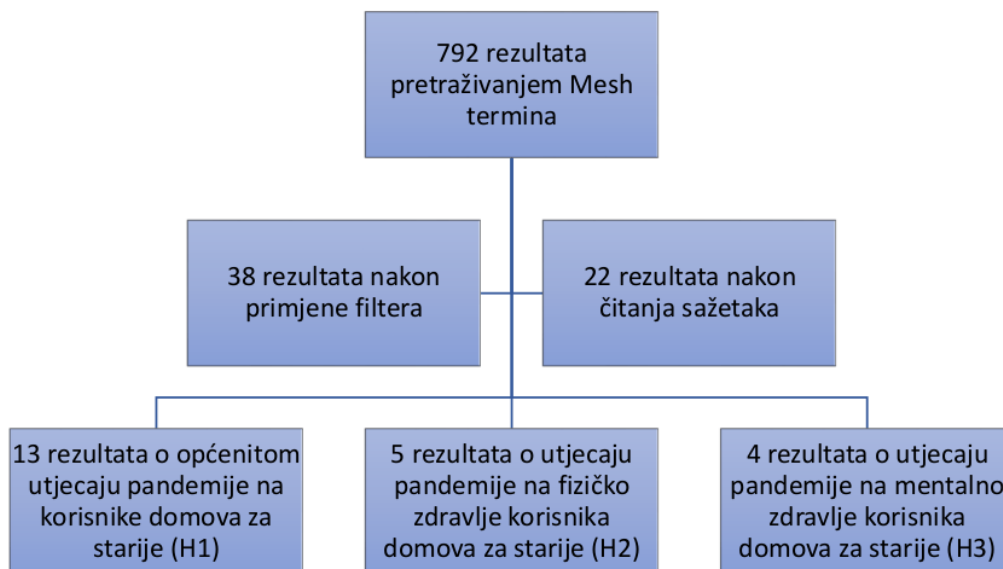 792 rezultata
pretraživanjem Mesh
termina
38 rezultata nakon
primjene filtera
22 rezultata nakon
čitanja sažetaka
13 rezultata o općenitom
utjecaju pandemije na
korisnike domova za
starije (H1)
5 rezultata o utjecaju
pandemije na fizičko
zdravlje korisnika
domova za starije (H2)
4 rezultata o utjecaju
pandemije na mentalno
zdravlje korisnika
domova za starije (H3)